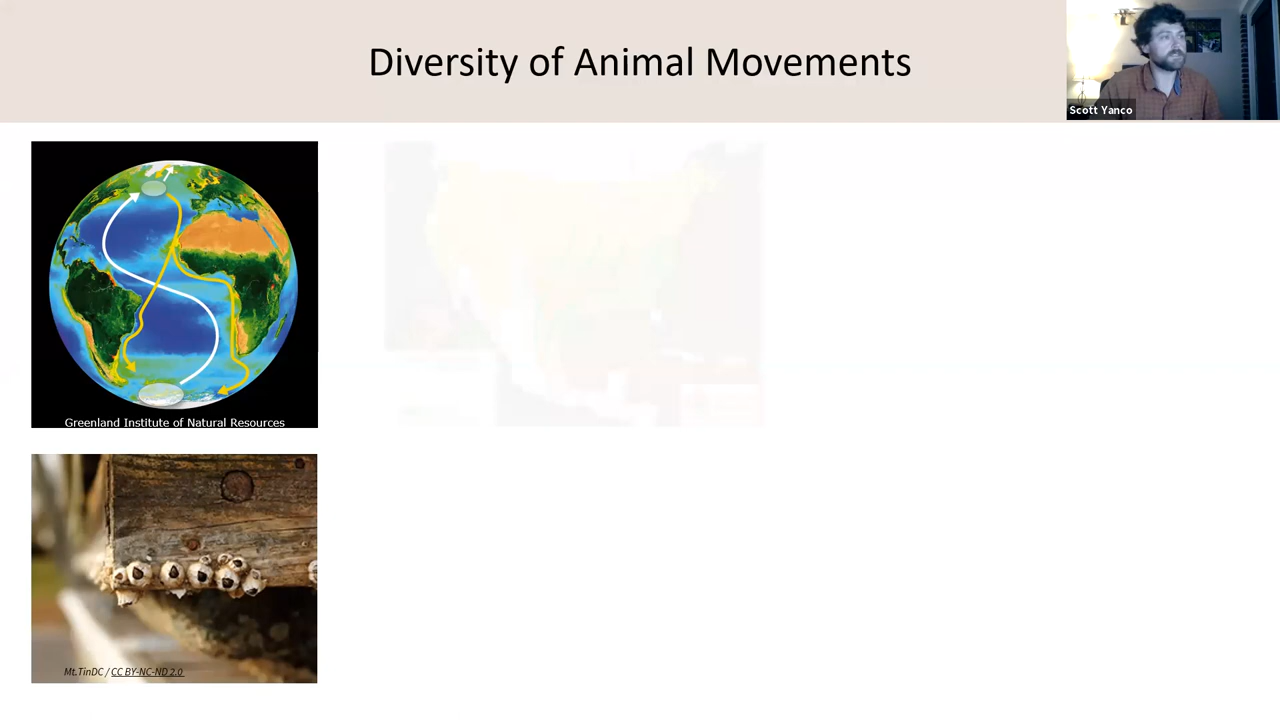 Diversity of Animal Movements
Scott Yanco
Greenland Institute of Natural Resources
Mt.TinDC / CC BY-NC-ND 2.0